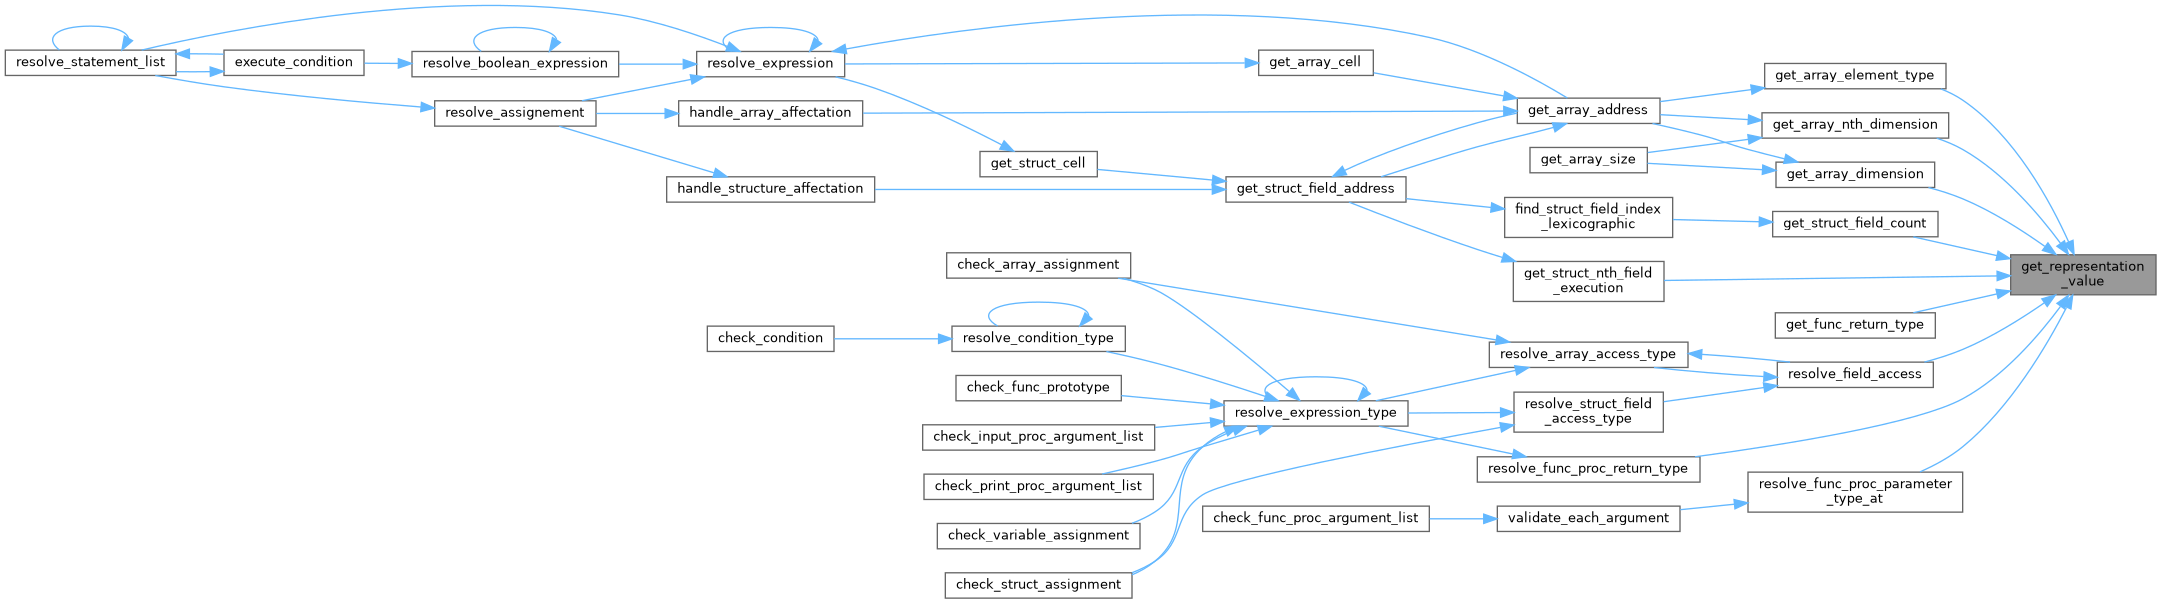 resolve_statement_list
execute_condition
resolve_boolean_expression
resolve_expression
get_array_cell
get_array_element_type
resolve_assignement
handle_array_affectation
get_array_address
get_array_nth_dimension
get_struct_cell
get_array_size
get_array_dimension
handle_structure_affectation
get_struct_field_address
find_struct_field_index
_lexicographic
get_struct_field_count
check_array_assignment
get_struct_nth_field
_execution
get_representation
_value
get_func_return_type
check_condition
resolve_condition_type
resolve_array_access_type
resolve_field_access
check_func_prototype
resolve_expression_type
resolve_struct_field
_access_type
check_input_proc_argument_list
resolve_func_proc_return_type
check_print_proc_argument_list
resolve_func_proc_parameter
_type_at
check_func_proc_argument_list
validate_each_argument
check_variable_assignment
check_struct_assignment